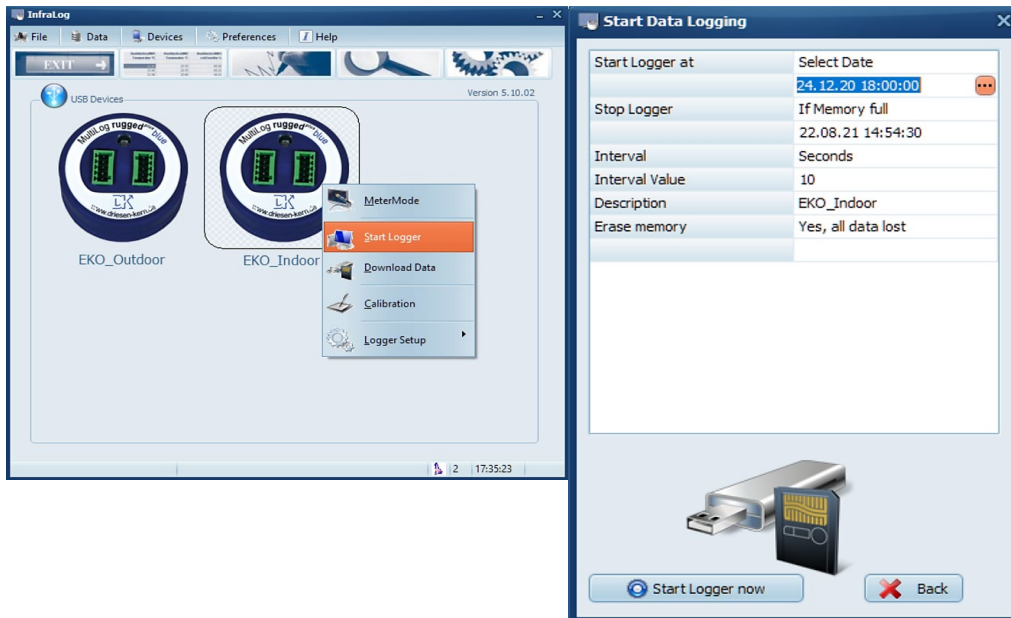 InfraLog
File Data Devices Preferences Help
EXIT
USB Devices
Version 5.10.02
MultiLog rugged plus blue
www.driesen-kern.de
MultiLog rugged plus blue
www.driesen-kern.de
EKO_Outdoor
EKO_Indoor
MeterMode
Start Logger
Download Data
Calibration
Logger Setup
2 17:35:23
Start Data Logging
Start Logger at Select Date
24.12.20 18:00:00
Stop Logger If Memory full
22.08.21 14:54:30
Interval Seconds
Interval Value 10
Description EKO_Indoor
Erase memory Yes, all data lost
Start Logger now Back